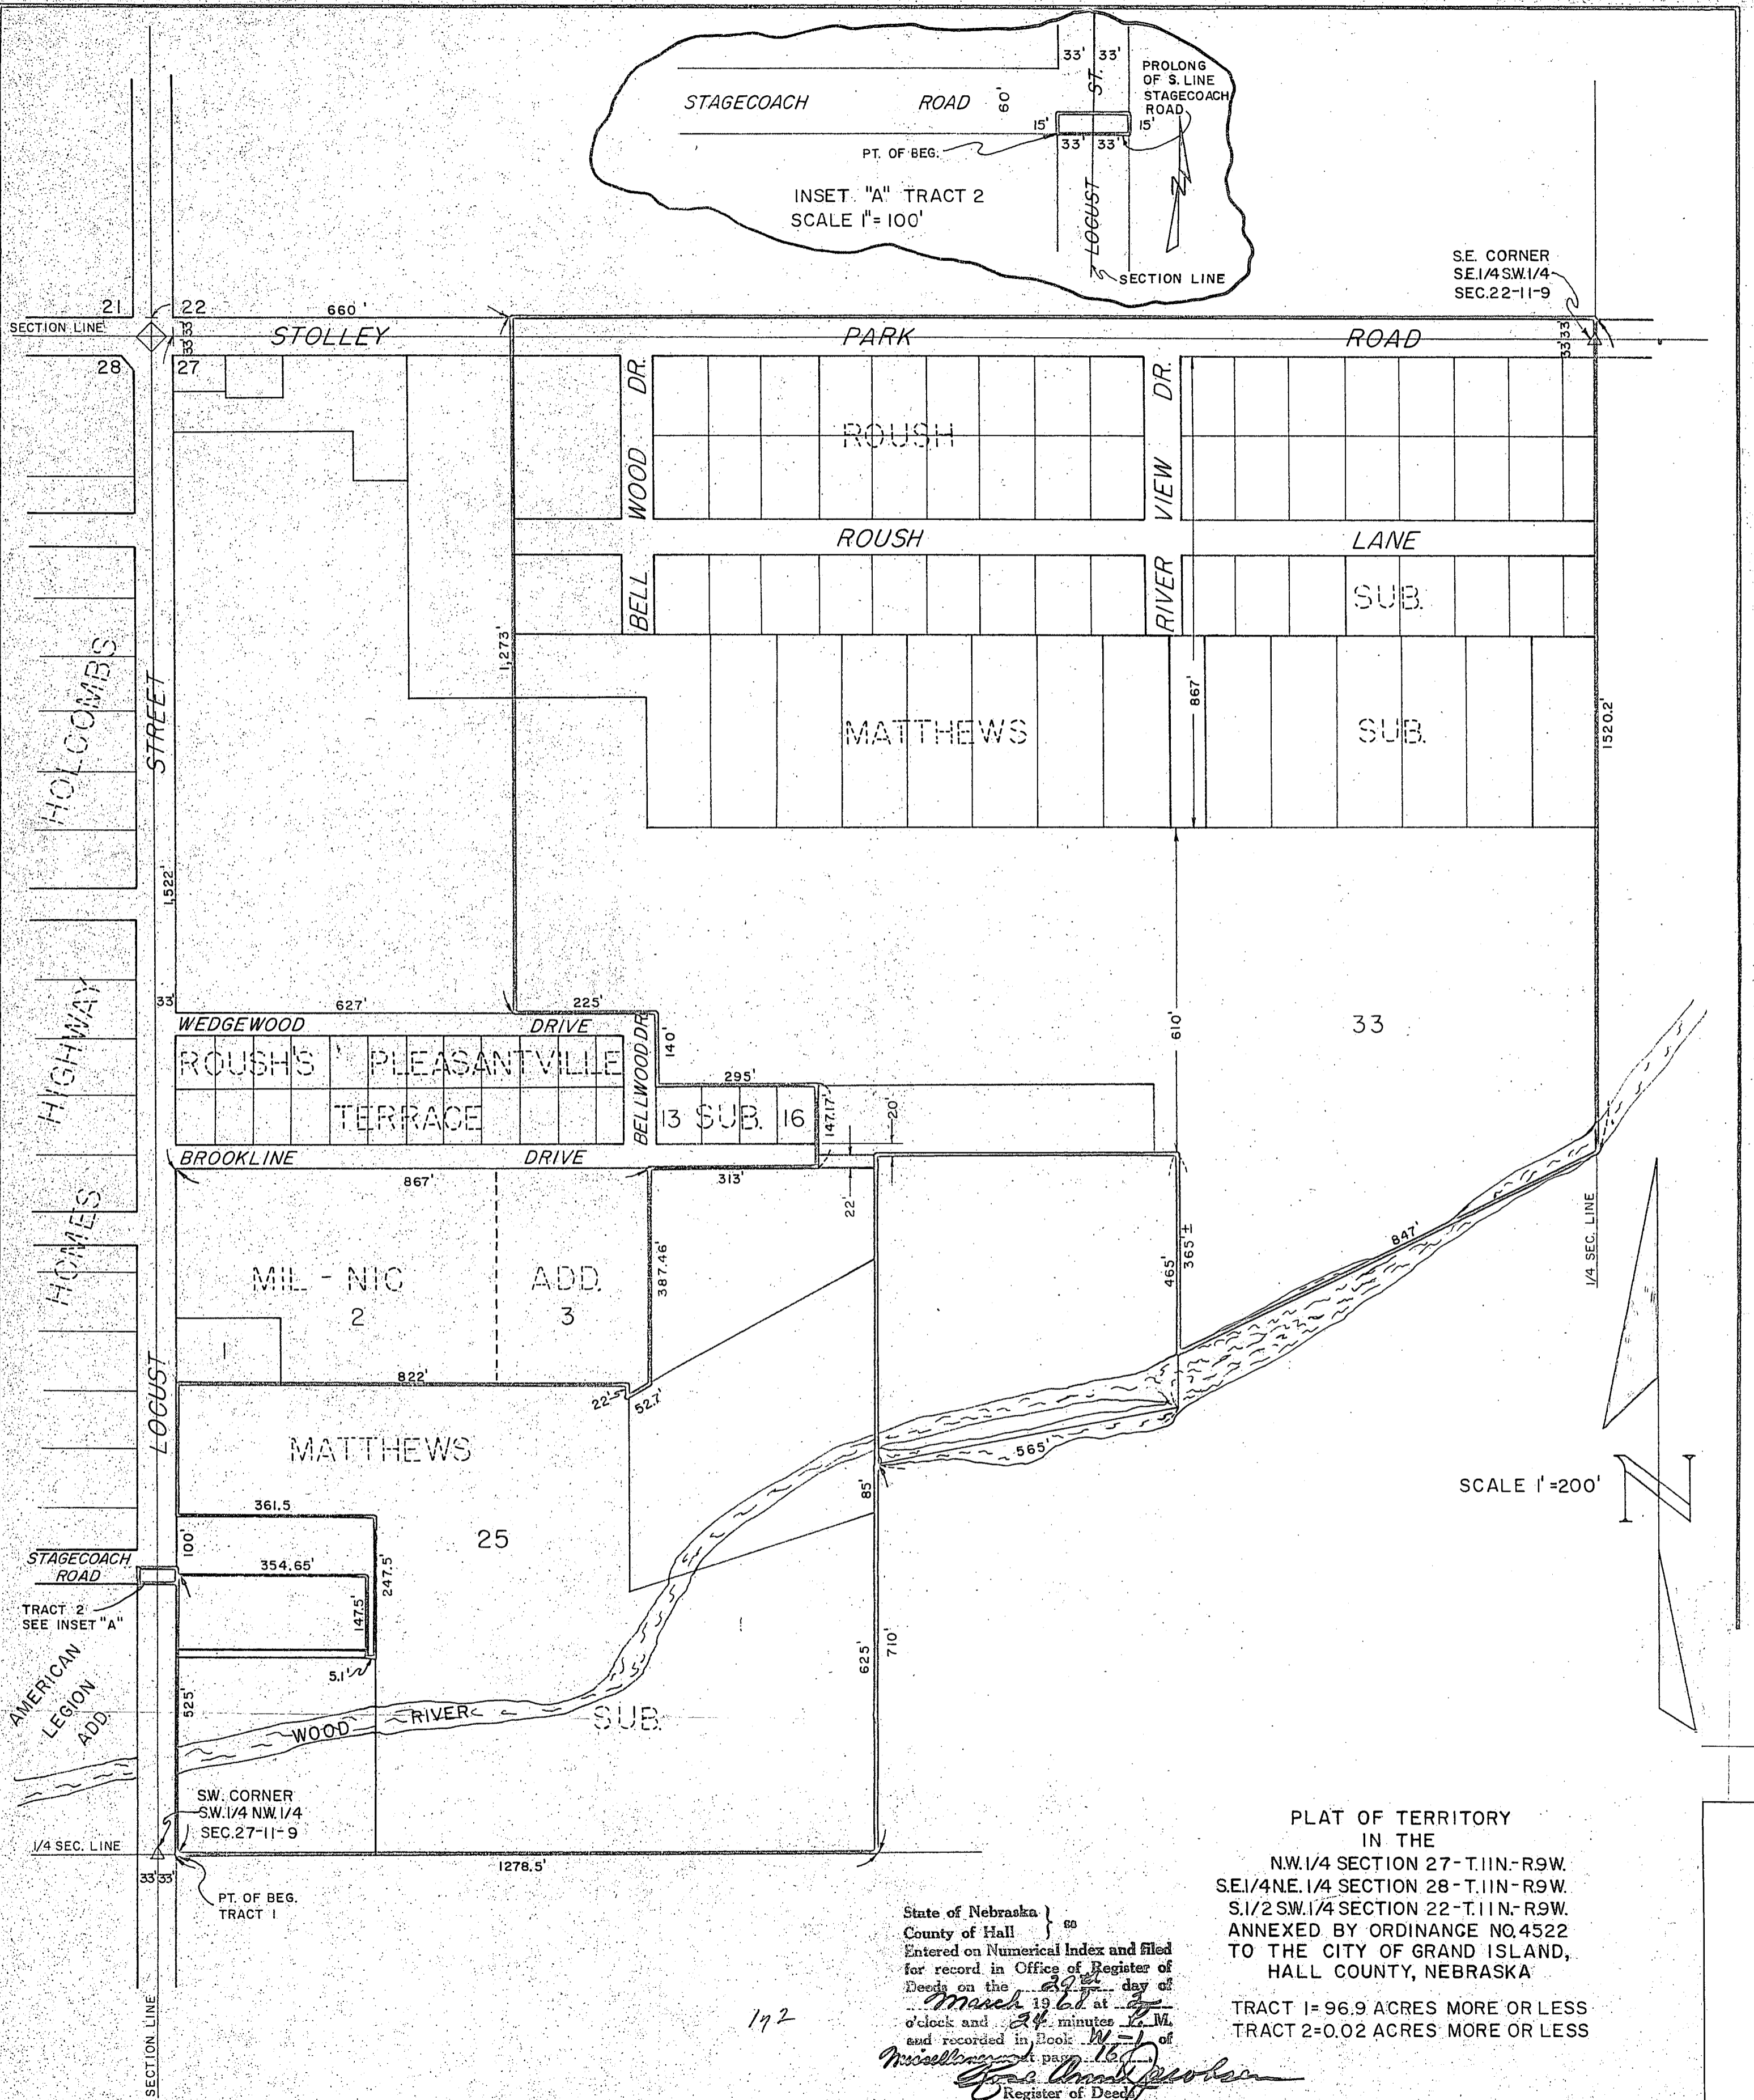 33' 33'
PROLONG
OF S. LINE
STAGECOACH
ROAD
STAGECOACH ROAD 60' ST.
15' 15'
33' 33'
PT. OF BEG.
INSET "A" TRACT 2
SCALE 1"=100'
LOCUST
SECTION LINE
S.E. CORNER
S.E.1/4 S.W.1/4
SEC.22-11-9
21 22
660'
SECTION LINE
33' 33'
STOLLEY PARK ROAD
33' 33'
28 27
WOOD DR.
VIEW DR.
ROUSH
ROUSH LANE
BELL
RIVER
SUB.
1,273'
867'
1520.2'
MATTHEWS SUB.
HOLCOMBS
STREET
1,522'
HIGHWAY
33'
627' 225'
WEDGEWOOD DRIVE
610'
33
ROUSH'S PLEASANTVILLE
TERRACE
BELLWOOD DR.
140'
295'
13 SUB. 16
147.17'
20'
BROOKLINE DRIVE
867'
313'
22'
HOMES
387.46'
465'
365'±
847'
1/4 SEC. LINE
MIL - NIC ADD.
2 3
1
822'
22'
52.7'
LOCUST
MATTHEWS
565'
85'
SCALE 1'=200'
N
361.5
25
100'
STAGECOACH
ROAD
354.65'
247.5'
147.5'
TRACT 2
SEE INSET "A"
625'
710'
5.1'
AMERICAN
LEGION
ADD.
525'
WOOD RIVER
SUB.
S.W. CORNER
S.W.1/4 N.W.1/4
SEC.27-11-9
1/4 SEC. LINE
1278.5'
33' 33'
PT. OF BEG.
TRACT 1
SECTION LINE
PLAT OF TERRITORY
IN THE
N.W.1/4 SECTION 27-T.11N.-R.9W.
S.E.1/4 N.E.1/4 SECTION 28-T.11N-R.9W.
S.1/2 S.W.1/4 SECTION 22-T.11N.-R.9W.
ANNEXED BY ORDINANCE NO.4522
TO THE CITY OF GRAND ISLAND,
HALL COUNTY, NEBRASKA
TRACT 1=96.9 ACRES MORE OR LESS
TRACT 2=0.02 ACRES MORE OR LESS
State of Nebraska } ss
County of Hall
Entered on Numerical Index and filed
for record in Office of Register of
Deeds on the 29th day of
March 1968 at
o'clock and 24 minutes P. M.
and recorded in Book W-1 of
Miscellaneous at page
Jacobsen
Register of Deeds